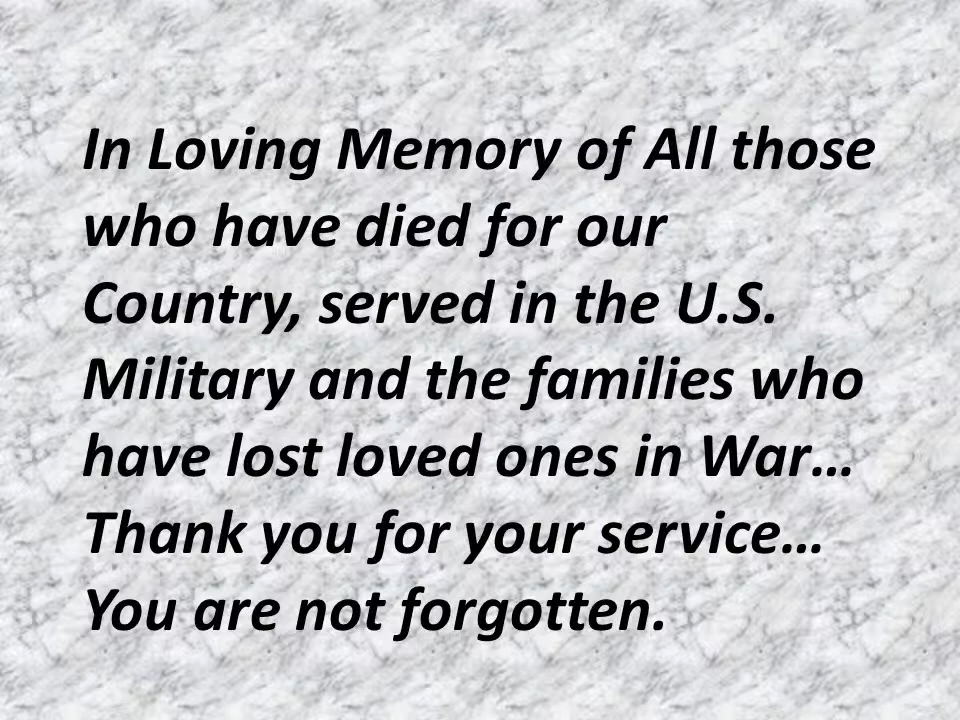 In Loving Memory of All those
who have died for our
Country, served in the U.S.
Military and the families who
have lost loved ones in War…
Thank you for your service…
You are not forgotten.